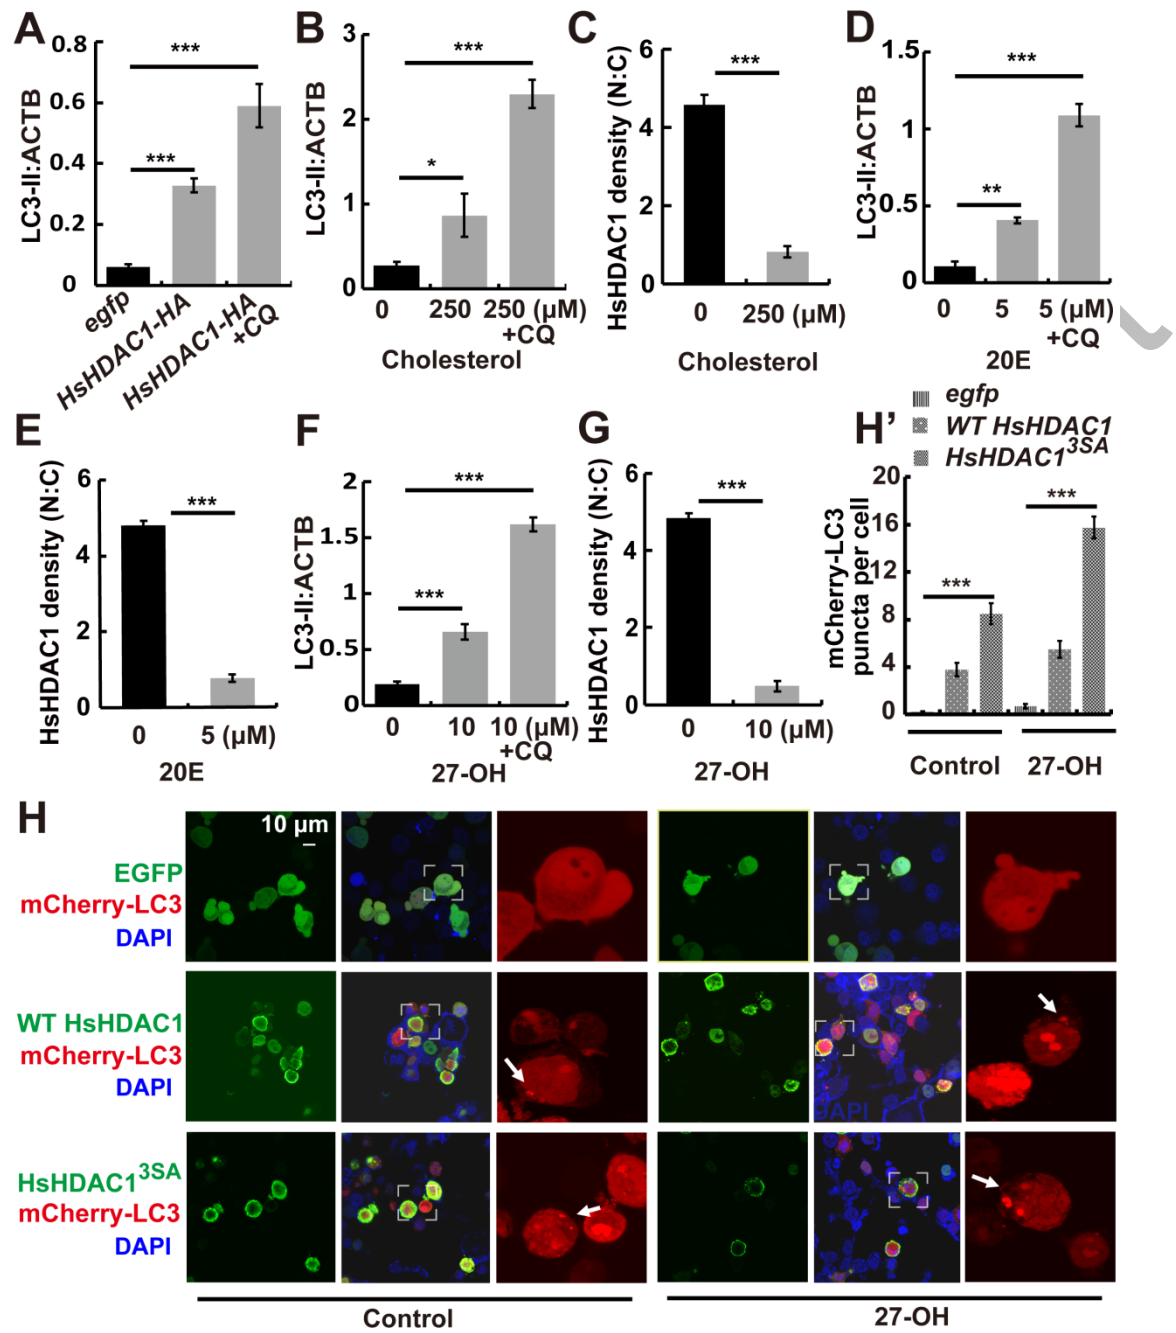 A
LC3-II:ACTB
0.8
0.6
0.4
0.2
0
***
***
egfp
HsHDAC1-HA
HsHDAC1-HA
+CQ
B
LC3-II:ACTB
3
2
1
0
***
*
0 250 250 (μM)
+CQ
Cholesterol
C
HsHDAC1 density (N:C)
6
4
2
0
***
0 250 (μM)
Cholesterol
D
LC3-II:ACTB
1.5
1
0.5
0
***
**
0 5 5 (μM)
+CQ
20E
E
HsHDAC1 density (N:C)
6
4
2
0
***
0 5 (μM)
20E
F
LC3-II:ACTB
2
1.5
1
0.5
0
***
***
0 10 10 (μM)
+CQ
27-OH
G
HsHDAC1 density (N:C)
6
4
2
0
***
0 10 (μM)
27-OH
H'
egfp
WT HsHDAC1
HsHDAC1^3SA
mCherry-LC3
puncta per cell
20
16
12
8
4
0
***
***
Control 27-OH
H
10 μm
EGFP
mCherry-LC3
DAPI
WT HsHDAC1
mCherry-LC3
DAPI
DAPI
HsHDAC1^3SA
mCherry-LC3
DAPI
Control 27-OH